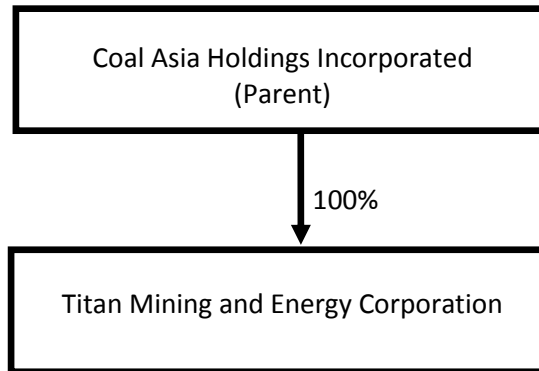 Coal Asia Holdings Incorporated
(Parent)
100%
Titan Mining and Energy Corporation